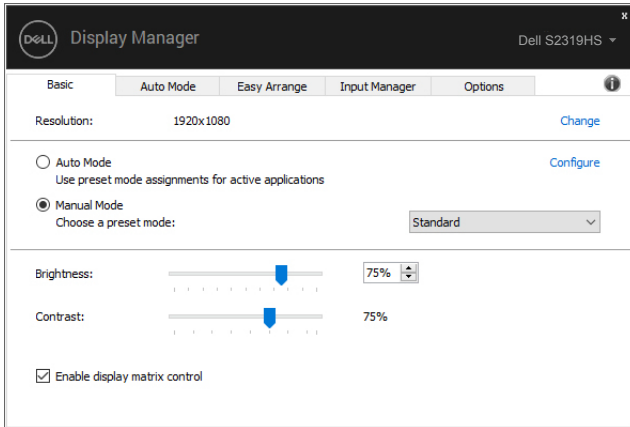 x
DELL Display Manager
Dell S2319HS
Basic Auto Mode Easy Arrange Input Manager Options i
Resolution: 1920x1080 Change
Auto Mode Configure
Use preset mode assignments for active applications
Manual Mode
Choose a preset mode: Standard
Brightness: 75%
Contrast: 75%
Enable display matrix control